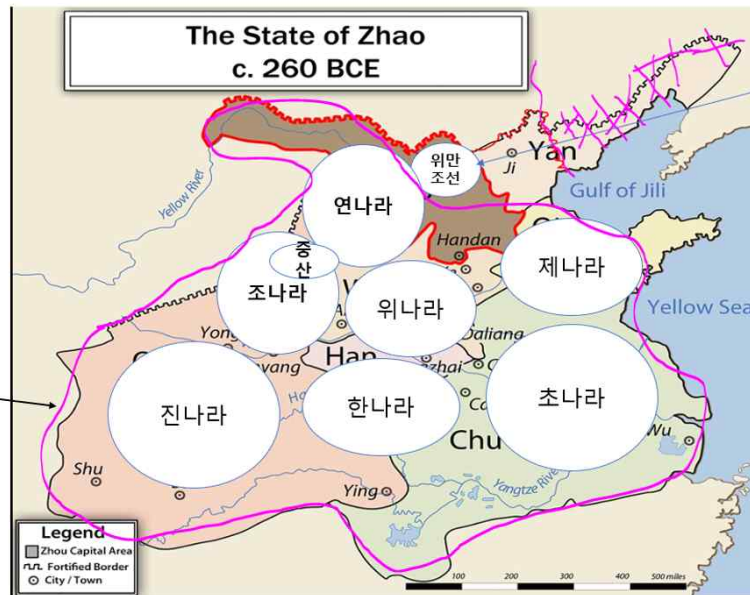 The State of Zhao
c. 260 BCE
위만
조선
Yan
Ji
Gulf of Jili
Yellow River
연나라
중
산
Handan
제나라
조나라
위나라
Yellow Sea
Daliang
Han
진나라
한나라
초나라
Chu
Wu
Shu
Ying
Yangtze River
Legend
Zhou Capital Area
Fortified Border
City / Town
100
200
300
400
500 miles